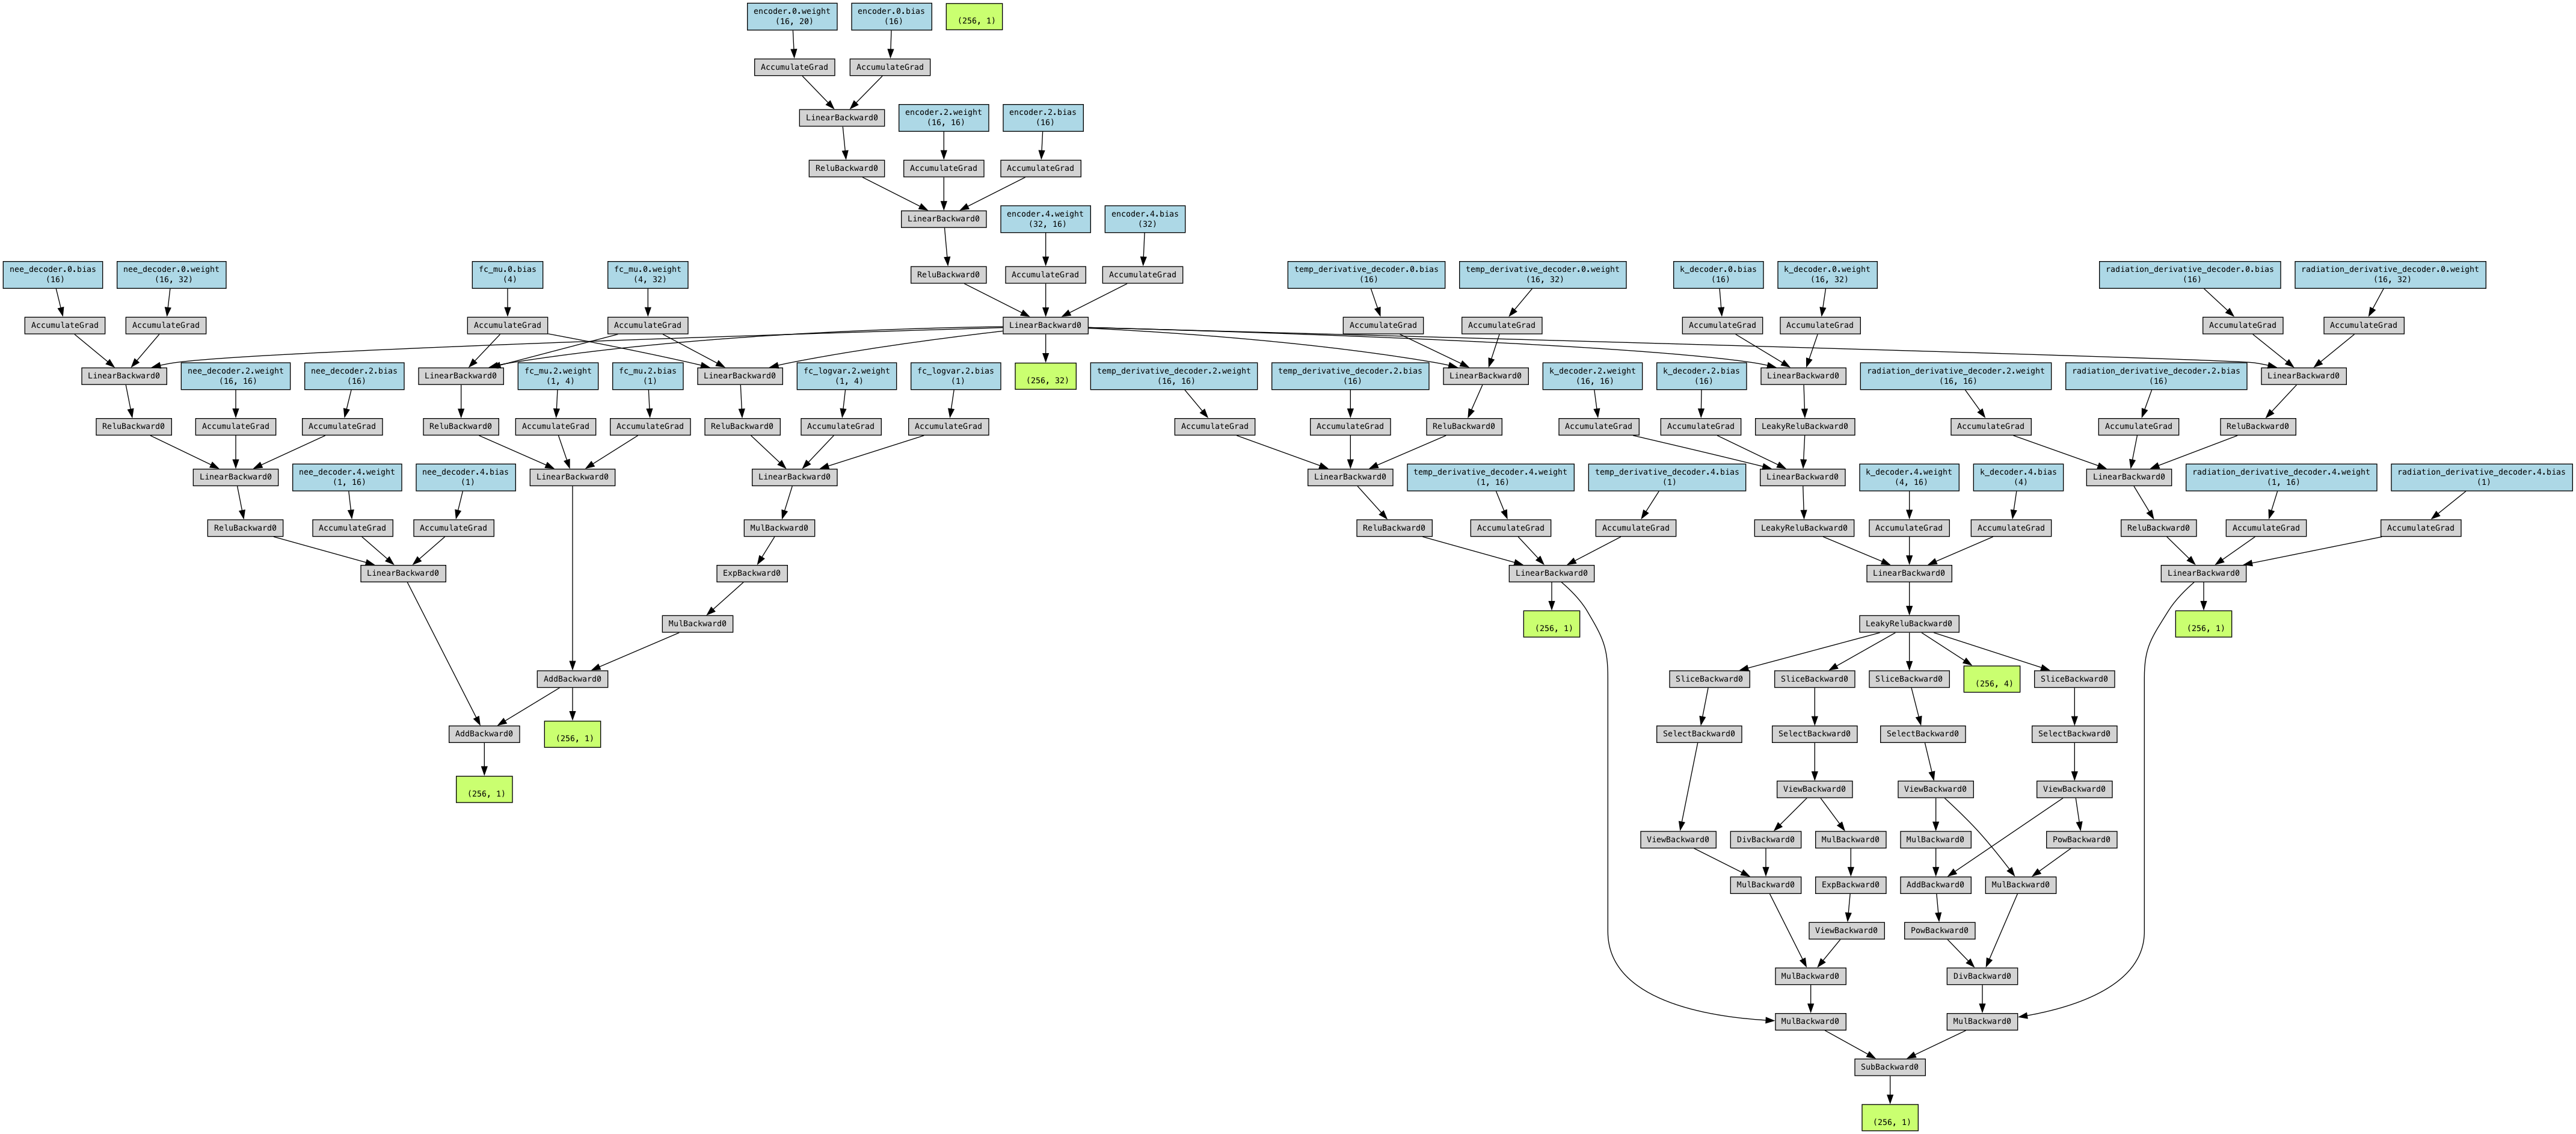 encoder.0.weight
(16, 20)
encoder.0.bias
(16)
(256, 1)
AccumulateGrad
AccumulateGrad
LinearBackward0
encoder.2.weight
(16, 16)
encoder.2.bias
(16)
ReluBackward0
AccumulateGrad
AccumulateGrad
LinearBackward0
encoder.4.weight
(32, 16)
encoder.4.bias
(32)
nee_decoder.0.bias
(16)
nee_decoder.0.weight
(16, 32)
fc_mu.0.bias
(4)
fc_mu.0.weight
(4, 32)
ReluBackward0
AccumulateGrad
AccumulateGrad
temp_derivative_decoder.0.bias
(16)
temp_derivative_decoder.0.weight
(16, 32)
k_decoder.0.bias
(16)
k_decoder.0.weight
(16, 32)
radiation_derivative_decoder.0.bias
(16)
radiation_derivative_decoder.0.weight
(16, 32)
AccumulateGrad
AccumulateGrad
AccumulateGrad
AccumulateGrad
LinearBackward0
AccumulateGrad
AccumulateGrad
AccumulateGrad
AccumulateGrad
AccumulateGrad
AccumulateGrad
LinearBackward0
nee_decoder.2.weight
(16, 16)
nee_decoder.2.bias
(16)
LinearBackward0
fc_mu.2.weight
(1, 4)
fc_mu.2.bias
(1)
LinearBackward0
fc_logvar.2.weight
(1, 4)
fc_logvar.2.bias
(1)
(256, 32)
temp_derivative_decoder.2.weight
(16, 16)
temp_derivative_decoder.2.bias
(16)
LinearBackward0
k_decoder.2.weight
(16, 16)
k_decoder.2.bias
(16)
LinearBackward0
radiation_derivative_decoder.2.weight
(16, 16)
radiation_derivative_decoder.2.bias
(16)
LinearBackward0
ReluBackward0
AccumulateGrad
AccumulateGrad
ReluBackward0
AccumulateGrad
AccumulateGrad
ReluBackward0
AccumulateGrad
AccumulateGrad
AccumulateGrad
AccumulateGrad
ReluBackward0
AccumulateGrad
AccumulateGrad
LeakyReluBackward0
AccumulateGrad
AccumulateGrad
ReluBackward0
LinearBackward0
nee_decoder.4.weight
(1, 16)
nee_decoder.4.bias
(1)
LinearBackward0
LinearBackward0
LinearBackward0
temp_derivative_decoder.4.weight
(1, 16)
temp_derivative_decoder.4.bias
(1)
LinearBackward0
k_decoder.4.weight
(4, 16)
k_decoder.4.bias
(4)
LinearBackward0
radiation_derivative_decoder.4.weight
(1, 16)
radiation_derivative_decoder.4.bias
(1)
ReluBackward0
AccumulateGrad
AccumulateGrad
MulBackward0
ReluBackward0
AccumulateGrad
AccumulateGrad
LeakyReluBackward0
AccumulateGrad
AccumulateGrad
ReluBackward0
AccumulateGrad
AccumulateGrad
LinearBackward0
ExpBackward0
LinearBackward0
LinearBackward0
LinearBackward0
MulBackward0
(256, 1)
LeakyReluBackward0
(256, 1)
AddBackward0
SliceBackward0
SliceBackward0
SliceBackward0
(256, 4)
SliceBackward0
AddBackward0
(256, 1)
SelectBackward0
SelectBackward0
SelectBackward0
SelectBackward0
(256, 1)
ViewBackward0
ViewBackward0
ViewBackward0
ViewBackward0
DivBackward0
MulBackward0
MulBackward0
PowBackward0
MulBackward0
ExpBackward0
AddBackward0
MulBackward0
ViewBackward0
PowBackward0
MulBackward0
DivBackward0
MulBackward0
MulBackward0
SubBackward0
(256, 1)